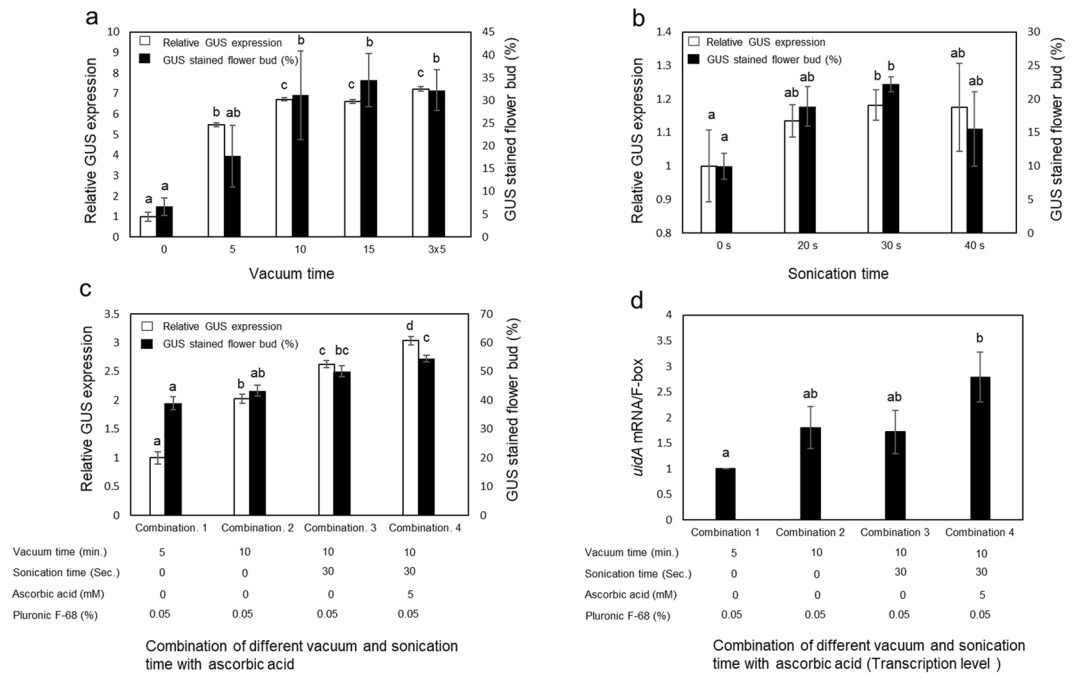 a
Relative GUS expression
GUS stained flower bud (%)
10
9
8
7
6
5
4
3
2
1
0
45
40
35
30
25
20
15
10
5
0
a a
b ab
c b
c b
c b
0 5 10 15 3x5
Relative GUS expression
GUS stained flower bud (%)
Vacuum time
b
Relative GUS expression
GUS stained flower bud (%)
1.4
1.3
1.2
1.1
1
0.9
0.8
30
25
20
15
10
5
0
a a
ab ab
b b
ab ab
0 s 20 s 30 s 40 s
Relative GUS expression
GUS stained flower bud (%)
Sonication time
c
Relative GUS expression
GUS stained flower bud (%)
3.5
3
2.5
2
1.5
1
0.5
0
70
60
50
40
30
20
10
0
a a
b ab
c bc
d c
Relative GUS expression
GUS stained flower bud (%)
Combination. 1 Combination. 2 Combination. 3 Combination. 4
Vacuum time (min.) 5 10 10 10
Sonication time (Sec.) 0 0 30 30
Ascorbic acid (mM) 0 0 0 5
Pluronic F-68 (%) 0.05 0.05 0.05 0.05
Combination of different vacuum and sonication
time with ascorbic acid
d
4
3.5
3
2.5
2
1.5
1
0.5
0
a
ab
ab
b
uidA mRNA/F-box
Combination 1 Combination 2 Combination 3 Combination 4
Vacuum time (min.) 5 10 10 10
Sonication time (Sec.) 0 0 30 30
Ascorbic acid (mM) 0 0 0 5
Pluronic F-68 (%) 0.05 0.05 0.05 0.05
Combination of different vacuum and sonication
time with ascorbic acid (Transcription level )